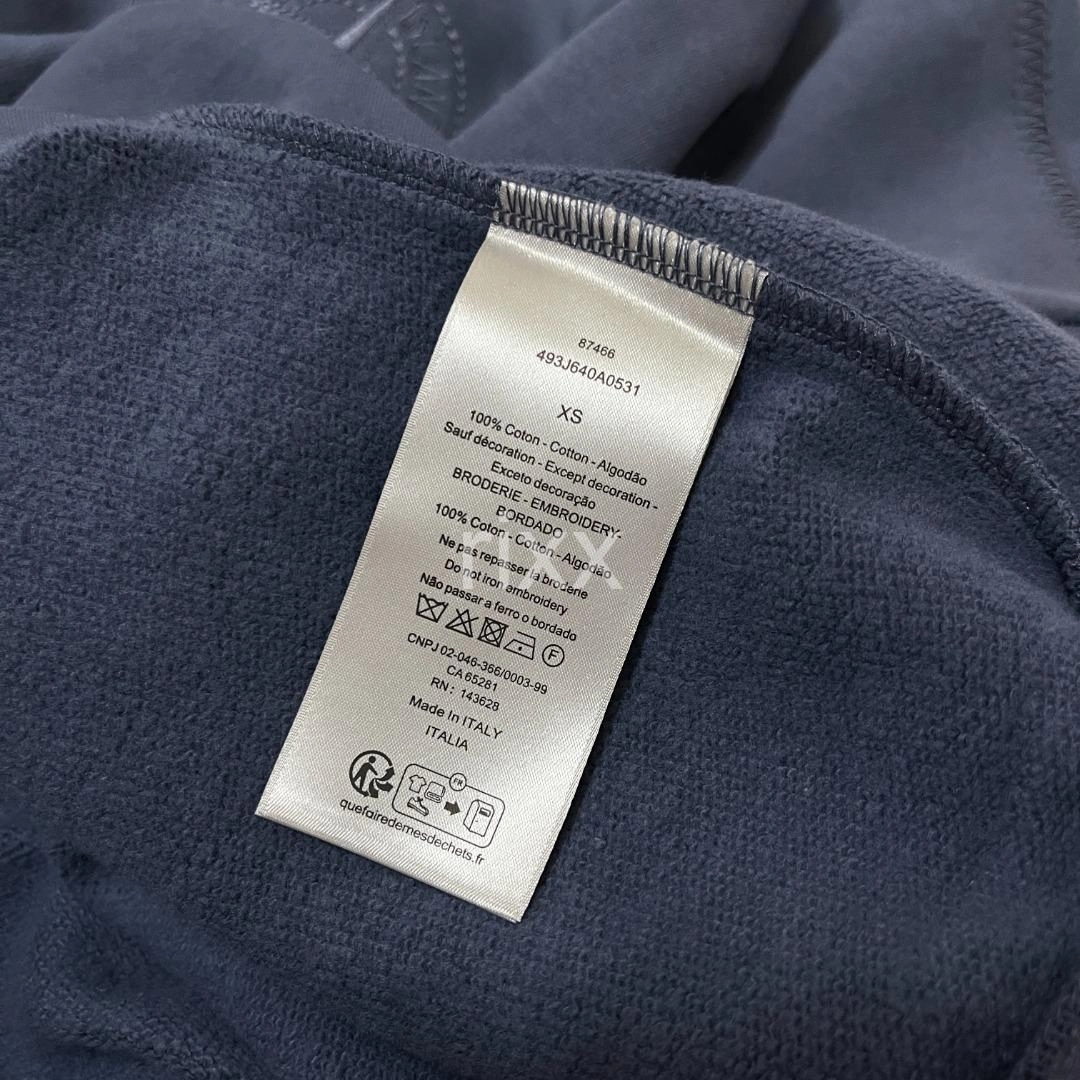 87466
493J640A0531
XS
100% Coton - Cotton - Algodão
Sauf décoration - Except decoration -
Exceto decoração
BRODERIE - EMBROIDERY-
BORDADO
100% Coton - Cotton - Algodão
Ne pas repasser la broderie
Do not iron embroidery
Não passar a ferro o bordado
F
CNPJ 02-046-366/0003-99
CA 65281
RN: 143628
Made In ITALY
ITALIA
FR
quefairedemesdechets.fr
rixx